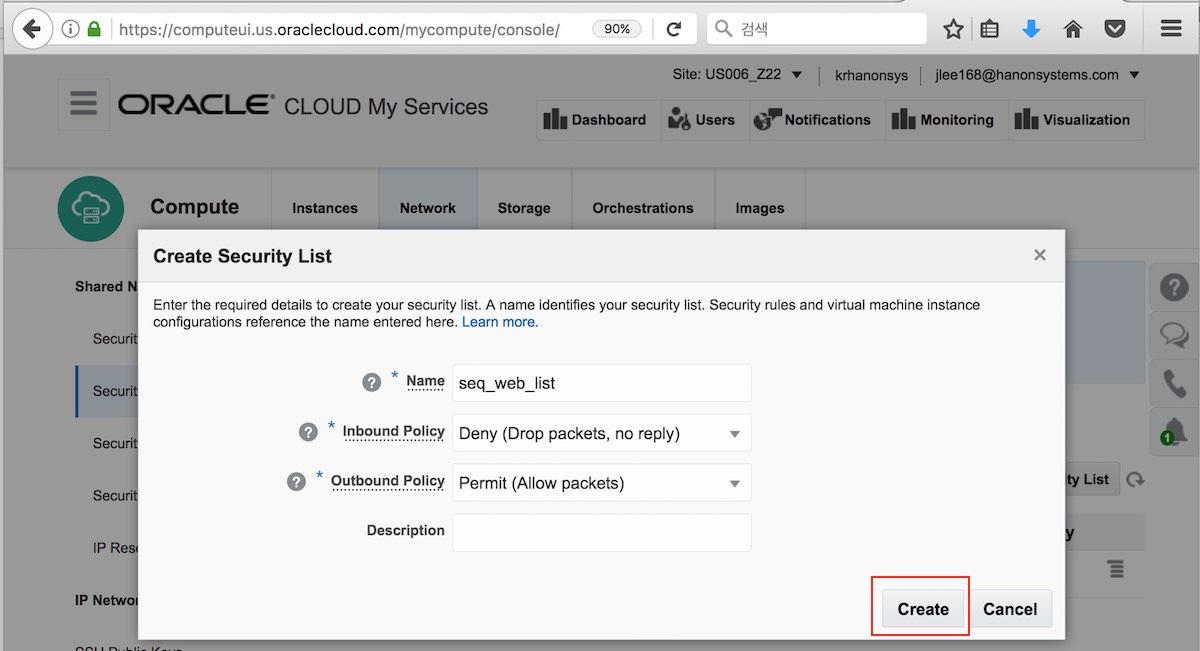 https://computeui.us.oraclecloud.com/mycompute/console/ 90% 검색
Site: US006_Z22 krhanonsys jlee168@hanonsystems.com
ORACLE CLOUD My Services
Dashboard Users Notifications Monitoring Visualization
Compute Instances Network Storage Orchestrations Images
Create Security List ×
Shared N
Enter the required details to create your security list. A name identifies your security list. Security rules and virtual machine instance
configurations reference the name entered here. Learn more.
Securit
? * Name seq_web_list
Securit
? * Inbound Policy Deny (Drop packets, no reply)
Securit
1
? * Outbound Policy Permit (Allow packets)
ty List
Securit
Description
y
IP Rese
IP Networ
Create Cancel
SSH Public Keys